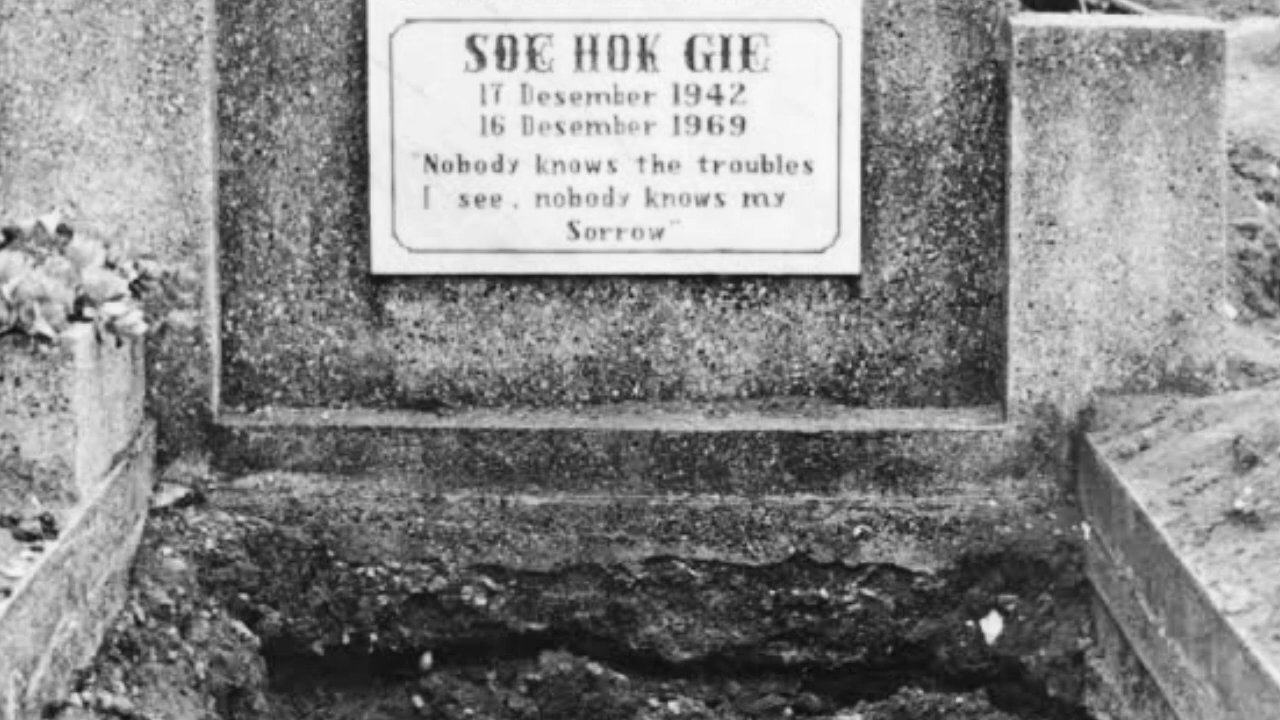 SOE HOK GIE
17 Desember 1942
16 Desember 1969
"Nobody knows the troubles
I see, nobody knows my
Sorrow"